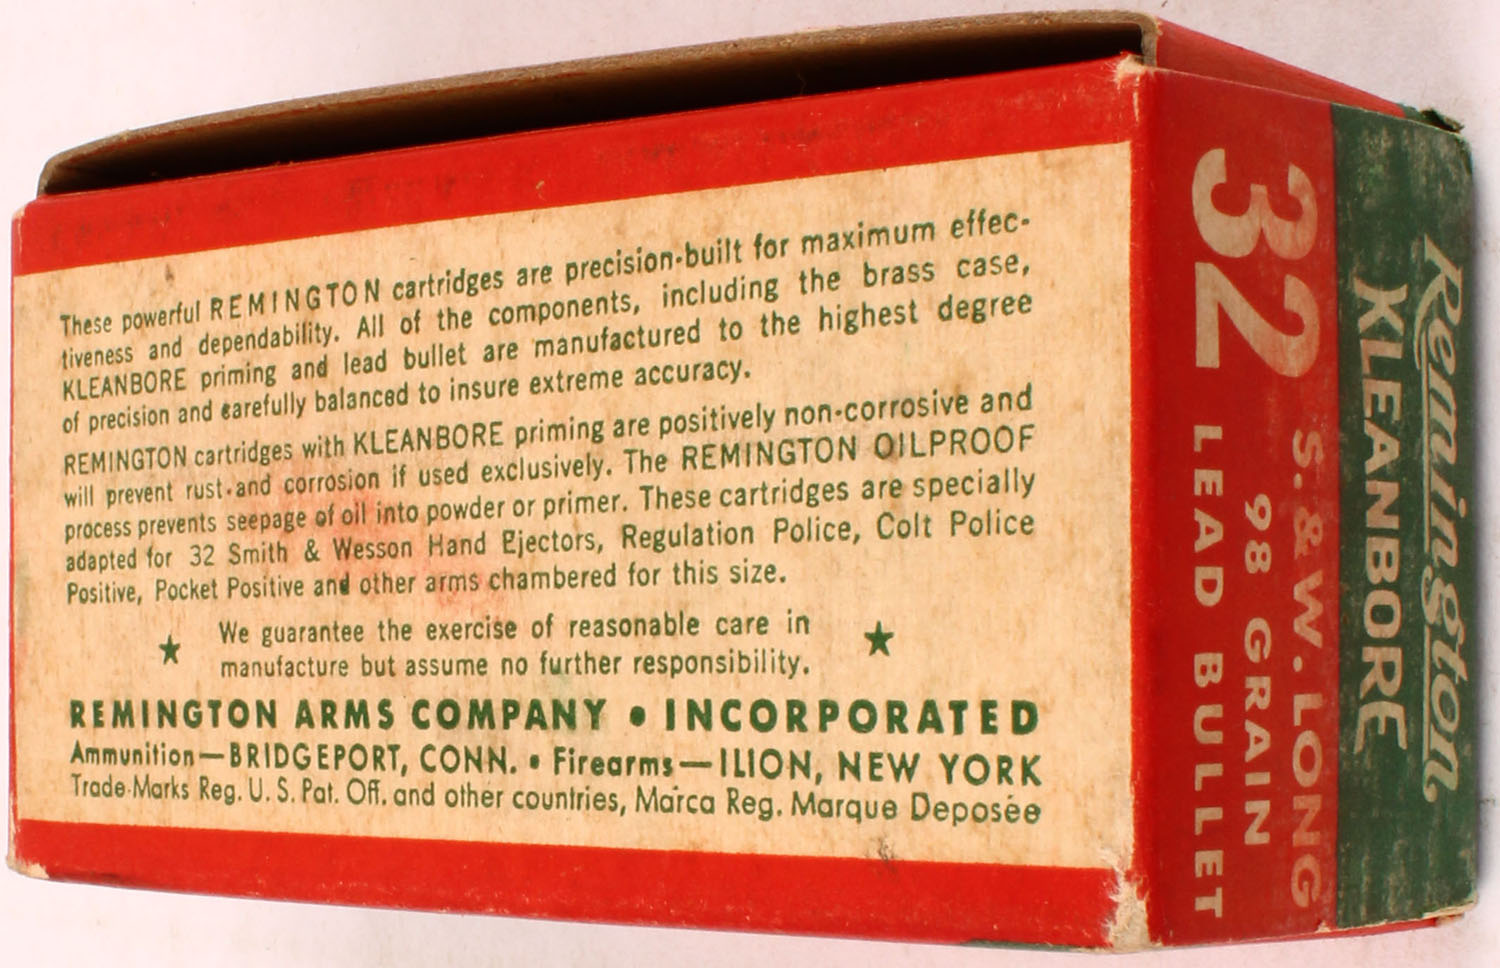 These powerful REMINGTON cartridges are precision-built for maximum effec-
tiveness and dependability. All of the components, including the brass case,
KLEANBORE priming and lead bullet are manufactured to the highest degree
of precision and carefully balanced to insure extreme accuracy.
REMINGTON cartridges with KLEANBORE priming are positively non-corrosive and
will prevent rust and corrosion if used exclusively. The REMINGTON OILPROOF
process prevents seepage of oil into powder or primer. These cartridges are specially
adapted for 32 Smith & Wesson Hand Ejectors, Regulation Police, Colt Police
Positive, Pocket Positive and other arms chambered for this size.
★ We guarantee the exercise of reasonable care in ★
manufacture but assume no further responsibility.
REMINGTON ARMS COMPANY • INCORPORATED
Ammunition—BRIDGEPORT, CONN. • Firearms—ILION, NEW YORK
Trade-Marks Reg. U. S. Pat. Off. and other countries, Marca Reg. Marque Deposée
Remington
KLEANBORE
32 S. & W. LONG
98 GRAIN
32 LEAD BULLET